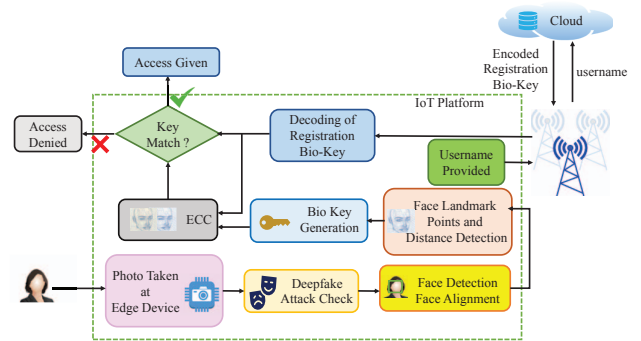 Cloud
Encoded
Registration
Bio-Key
username
Access Given
IoT Platform
Access
Denied
Key
Match ?
Decoding of
Registration
Bio-Key
Username
Provided
ECC
Bio Key
Generation
Face Landmark
Points and
Distance Detection
Photo Taken
at
Edge Device
Deepfake
Attack Check
Face Detection
Face Alignment